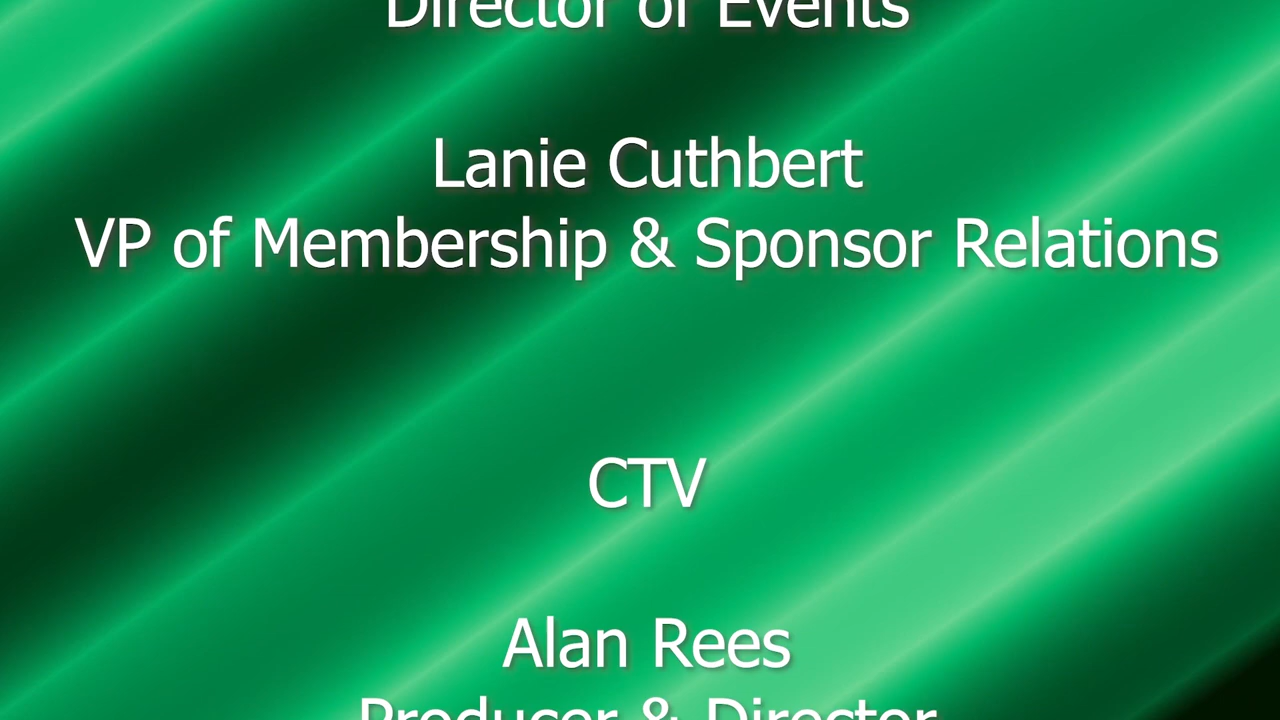 Director of Events
Lanie Cuthbert
VP of Membership & Sponsor Relations
CTV
Alan Rees
Producer & Director